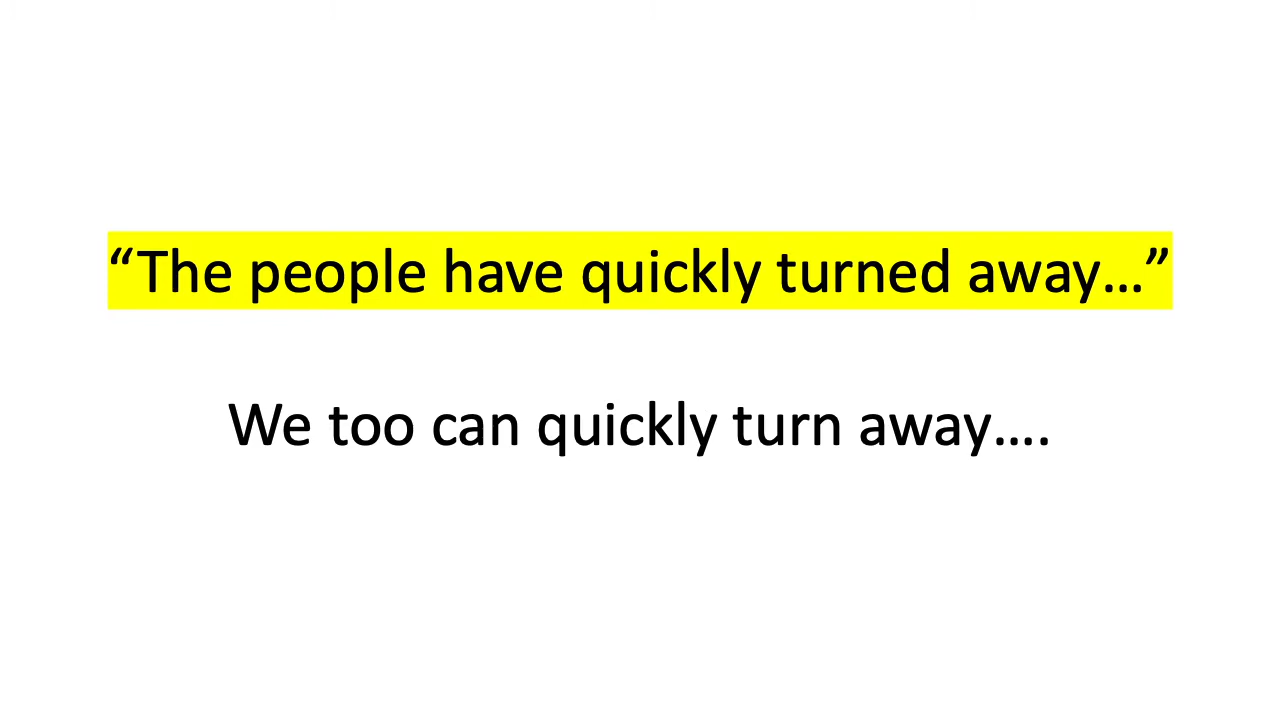 “The people have quickly turned away…”
We too can quickly turn away….